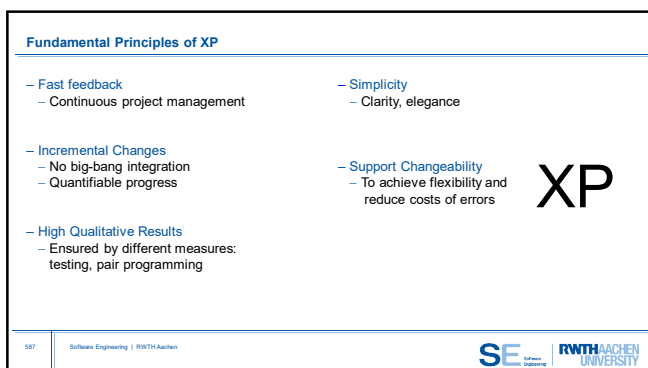 Fundamental Principles of XP
– Fast feedback
– Continuous project management
– Incremental Changes
– No big-bang integration
– Quantifiable progress
– High Qualitative Results
– Ensured by different measures:
testing, pair programming
– Simplicity
– Clarity, elegance
– Support Changeability
– To achieve flexibility and
reduce costs of errors
XP
587
Software Engineering | RWTH Aachen
SE Software
Engineering
RWTHAACHEN
UNIVERSITY